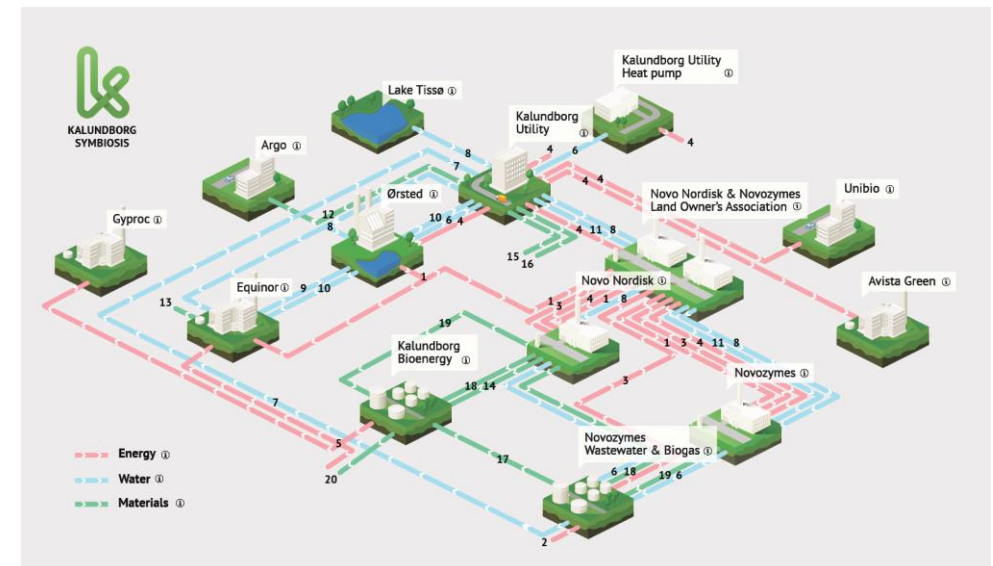 KALUNDBORG
SYMBIOSIS
Lake Tissø
Kalundborg Utility
Heat pump
Kalundborg
Utility
4
6
4
8
7
4
4
Argo
Ørsted
Novo Nordisk & Novozymes
Land Owner's Association
Unibio
Gyproc
12
8
10
6
4
4
11
8
15
16
1
Equinor
9
10
13
Novo Nordisk
Avista Green
1
3
4
1
8
19
Kalundborg
Bioenergy
1
3
4
11
8
18
14
3
Novozymes
7
5
20
17
Novozymes
Wastewater & Biogas
6
18
19
6
2
Energy
Water
Materials